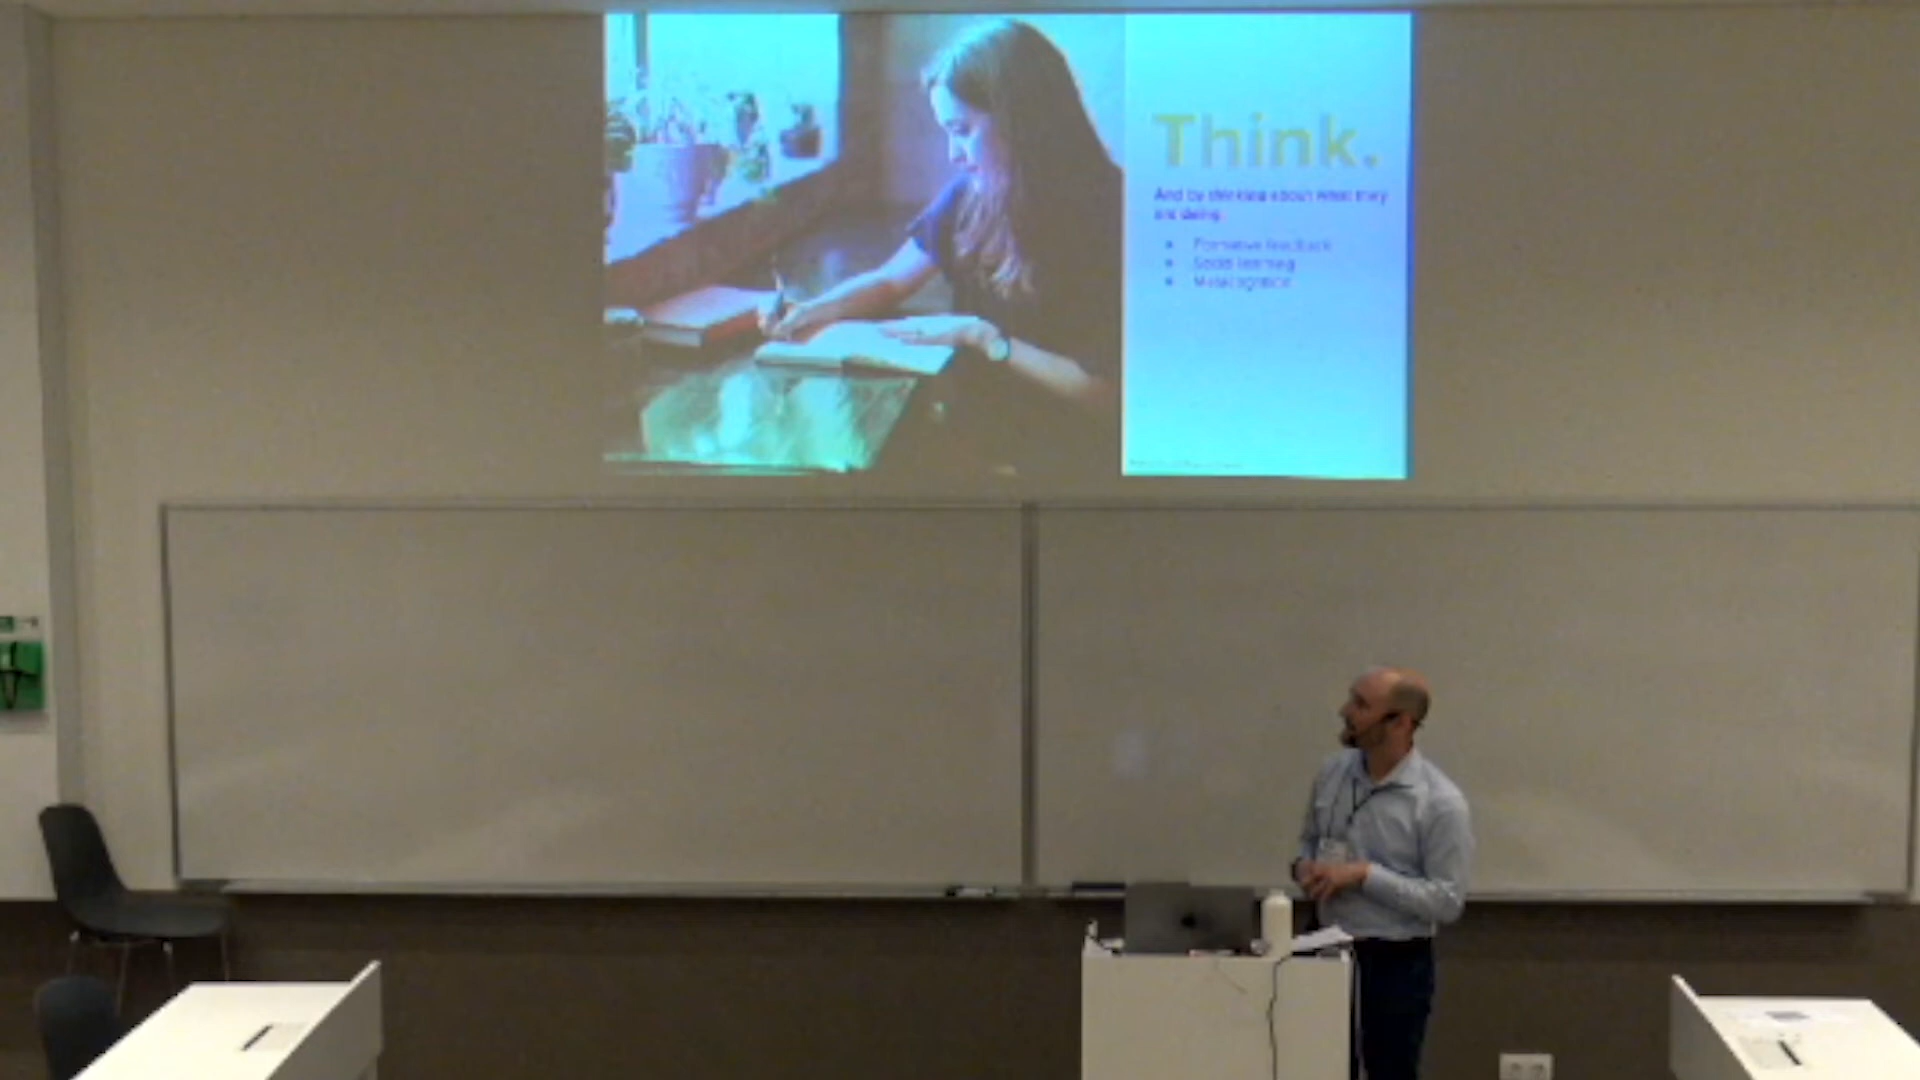 Think.
And by thinking about what they
are doing
Formative feedback
Social learning
Metacognition